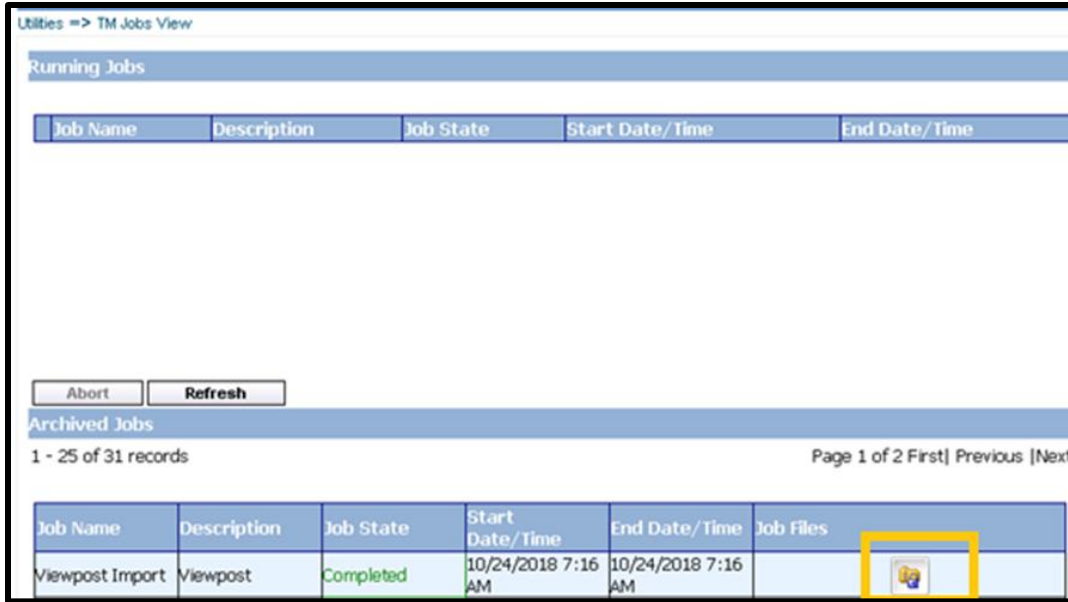 Utilities => TM Jobs View
Running Jobs
Job Name Description Job State Start Date/Time End Date/Time
Abort Refresh
Archived Jobs
1 - 25 of 31 records Page 1 of 2 First| Previous |Next
Job Name Description Job State Start Date/Time End Date/Time Job Files
Viewpost Import Viewpost Completed 10/24/2018 7:16 AM 10/24/2018 7:16 AM